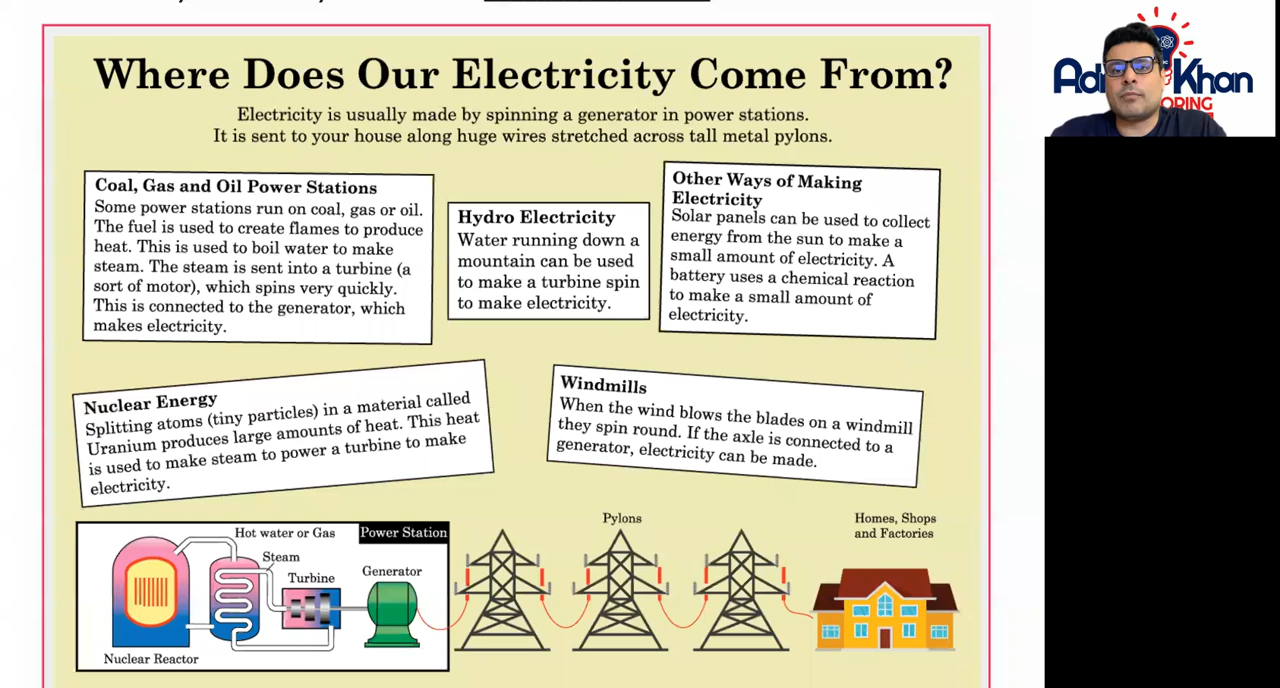 Where Does Our Electricity Come From?
Electricity is usually made by spinning a generator in power stations.
It is sent to your house along huge wires stretched across tall metal pylons.
Coal, Gas and Oil Power Stations
Some power stations run on coal, gas or oil.
The fuel is used to create flames to produce
heat. This is used to boil water to make
steam. The steam is sent into a turbine (a
sort of motor), which spins very quickly.
This is connected to the generator, which
makes electricity.
Hydro Electricity
Water running down a
mountain can be used
to make a turbine spin
to make electricity.
Other Ways of Making
Electricity
Solar panels can be used to collect
energy from the sun to make a
small amount of electricity. A
battery uses a chemical reaction
to make a small amount of
electricity.
Nuclear Energy
Splitting atoms (tiny particles) in a material called
Uranium produces large amounts of heat. This heat
is used to make steam to power a turbine to make
electricity.
Windmills
When the wind blows the blades on a windmill
they spin round. If the axle is connected to a
generator, electricity can be made.
Hot water or Gas
Power Station
Steam
Turbine
Generator
Nuclear Reactor
Pylons
Homes, Shops
and Factories
Khan